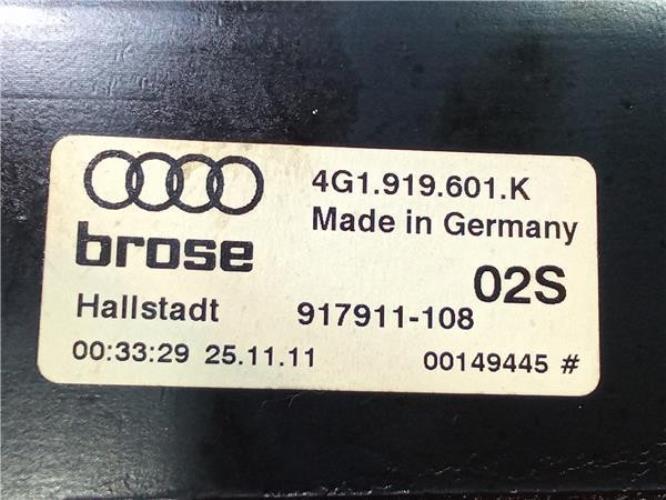 4G1.919.601.K
Made in Germany
brose
02S
Hallstadt 917911-108
00:33:29 25.11.11 00149445 #